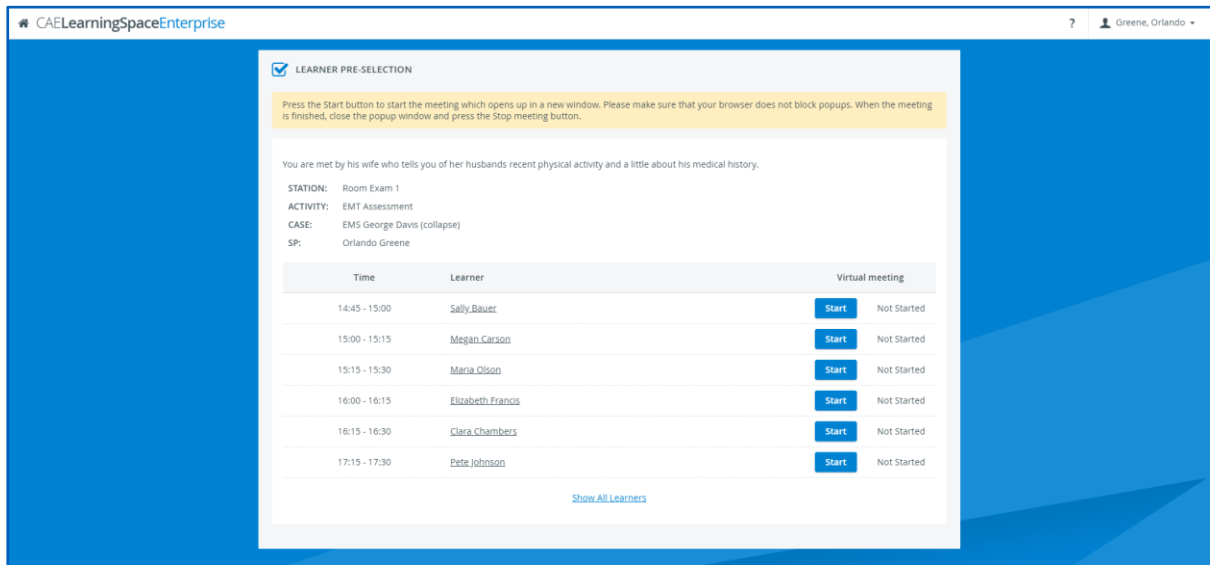 CAELearningSpaceEnterprise
? Greene, Orlando
LEARNER PRE-SELECTION
Press the Start button to start the meeting which opens up in a new window. Please make sure that your browser does not block popups. When the meeting
is finished, close the popup window and press the Stop meeting button.
You are met by his wife who tells you of her husbands recent physical activity and a little about his medical history.
STATION: Room Exam 1
ACTIVITY: EMT Assessment
CASE: EMS George Davis (collapse)
SP: Orlando Greene
Time Learner Virtual meeting
14:45 - 15:00 Sally Bauer Start Not Started
15:00 - 15:15 Megan Carson Start Not Started
15:15 - 15:30 Maria Olson Start Not Started
16:00 - 16:15 Elizabeth Francis Start Not Started
16:15 - 16:30 Clara Chambers Start Not Started
17:15 - 17:30 Pete Johnson Start Not Started
Show All Learners